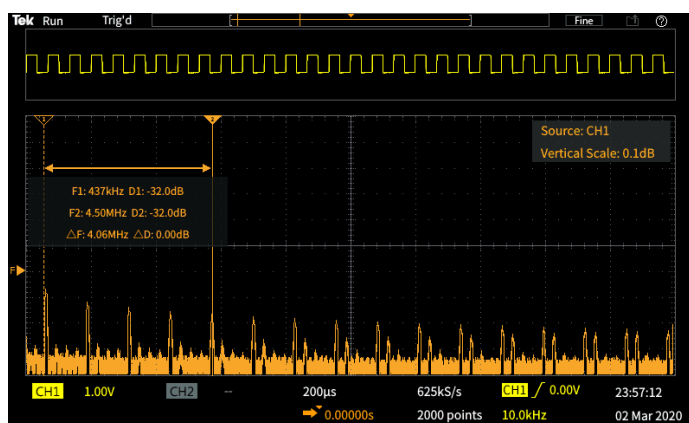 Tek Run Trig'd Fine
1 2
Source: CH1
Vertical Scale: 0.1dB
F1: 437kHz D1: -32.0dB
F2: 4.50MHz D2: -32.0dB
△F: 4.06MHz △D: 0.00dB
F
CH1 1.00V CH2 -- 200µs 625kS/s CH1 / 0.00V 23:57:12
0.00000s 2000 points 10.0kHz 02 Mar 2020